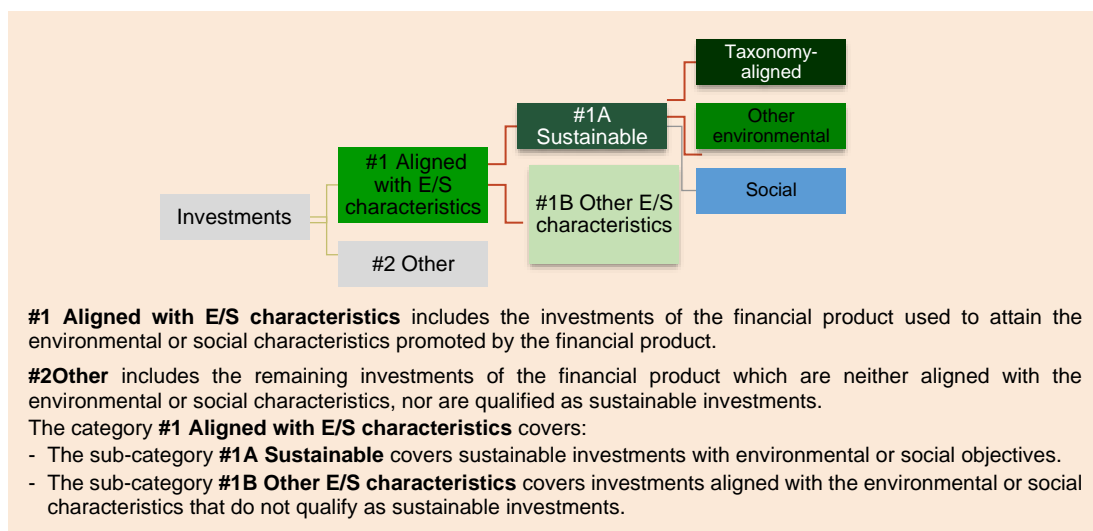 Taxonomy-
aligned
#1A
Sustainable
Other
environmental
#1 Aligned
with E/S
characteristics
Social
#1B Other E/S
characteristics
Investments
#2 Other
#1 Aligned with E/S characteristics includes the investments of the financial product used to attain the
environmental or social characteristics promoted by the financial product.
#2Other includes the remaining investments of the financial product which are neither aligned with the
environmental or social characteristics, nor are qualified as sustainable investments.
The category #1 Aligned with E/S characteristics covers:
- The sub-category #1A Sustainable covers sustainable investments with environmental or social objectives.
- The sub-category #1B Other E/S characteristics covers investments aligned with the environmental or social
characteristics that do not qualify as sustainable investments.